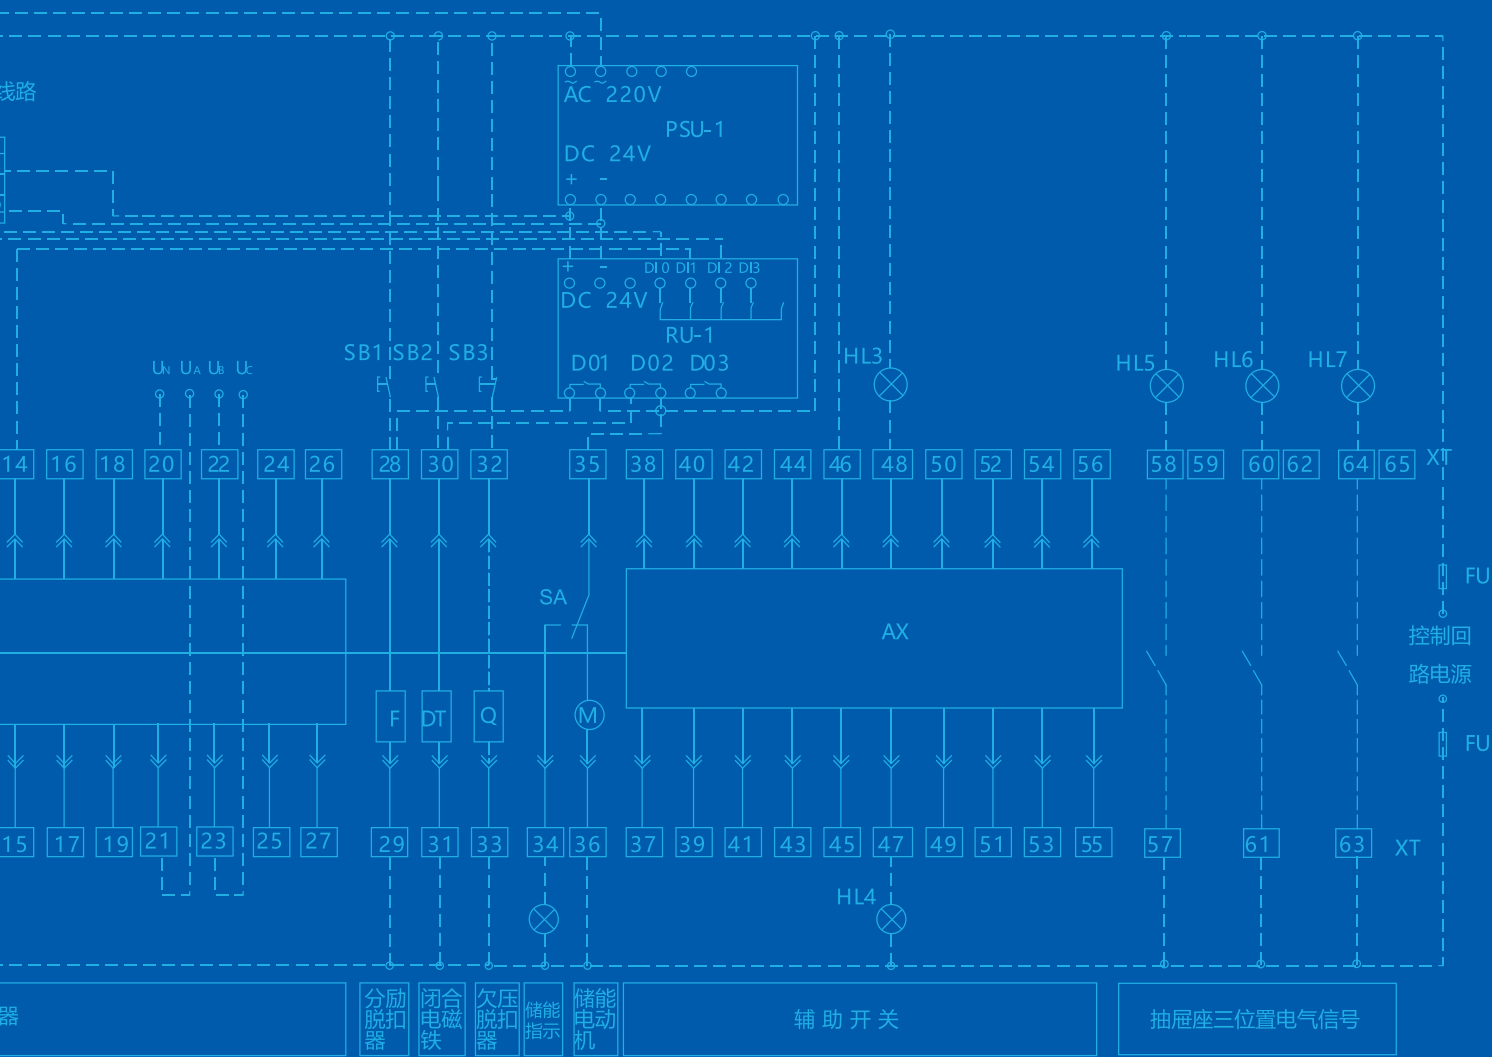 线路
AC 220V
PSU-1
DC 24V
+ -
+ - DI0 DI1 DI2 DI3
DC 24V
RU-1
SB1 SB2 SB3
D01 D02 D03
HL3
HL5 HL6 HL7
UN UA UB UC
14 16 18 20 22 24 26 28 30 32 35 38 40 42 44 46 48 50 52 54 56 58 59 60 62 64 65 XT
FU
SA
AX
控制回
路电源
F DT Q M
FU
15 17 19 21 23 25 27 29 31 33 34 36 37 39 41 43 45 47 49 51 53 55 57 61 63 XT
HL4
器
分励
脱扣
器
闭合
电磁
铁
欠压
脱扣
器
储能
指示
储能
电动
机
辅助开关
抽屉座三位置电气信号